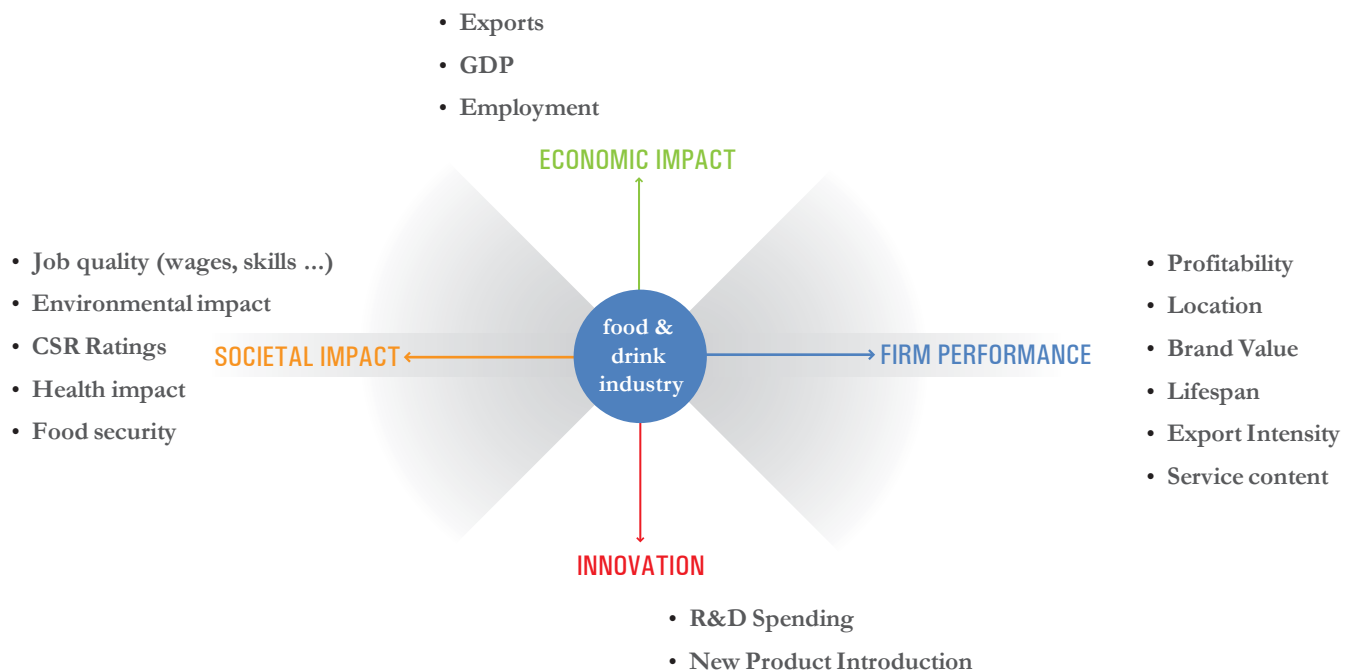 • Exports
• GDP
• Employment
ECONOMIC IMPACT
• Job quality (wages, skills ...)
• Environmental impact
• CSR Ratings
• Health impact
• Food security
SOCIETAL IMPACT
food &
drink
industry
FIRM PERFORMANCE
• Profitability
• Location
• Brand Value
• Lifespan
• Export Intensity
• Service content
INNOVATION
• R&D Spending
• New Product Introduction